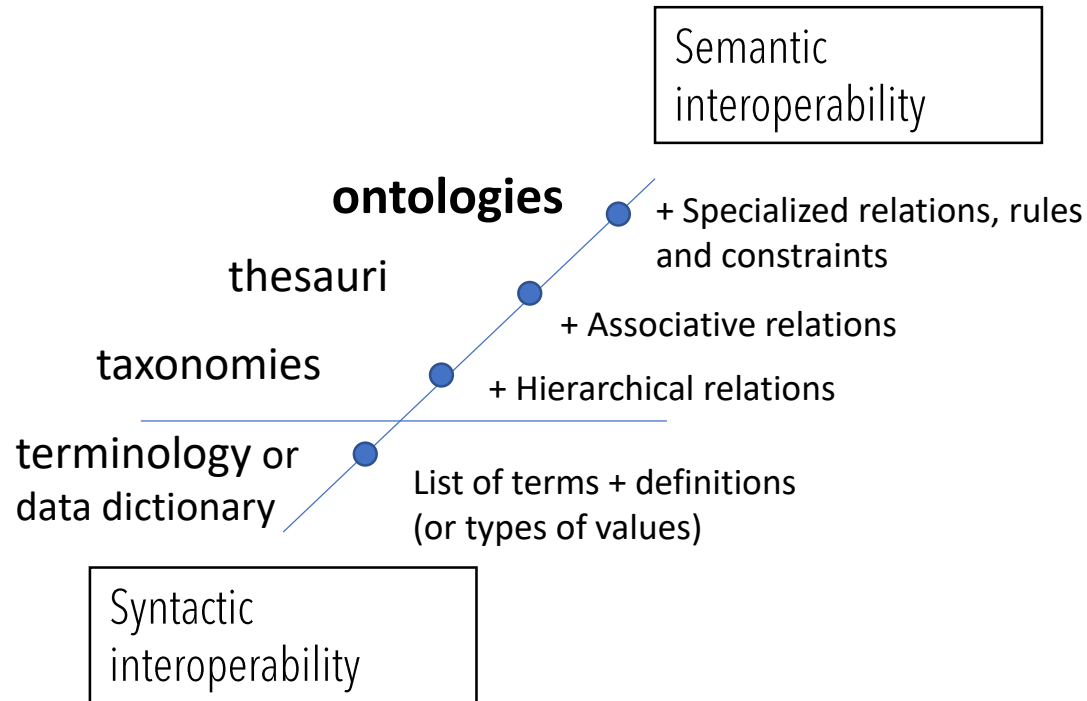 Semantic
interoperability
ontologies
+ Specialized relations, rules
and constraints
thesauri
+ Associative relations
taxonomies
+ Hierarchical relations
terminology or
data dictionary
List of terms + definitions
(or types of values)
Syntactic
interoperability